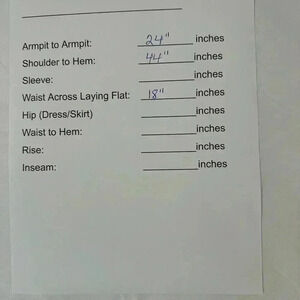 Armpit to Armpit: 24" inches
Shoulder to Hem: 44" inches
Sleeve: inches
Waist Across Laying Flat: 18" inches
Hip (Dress/Skirt) inches
Waist to Hem: inches
Rise: inches
Inseam: inches